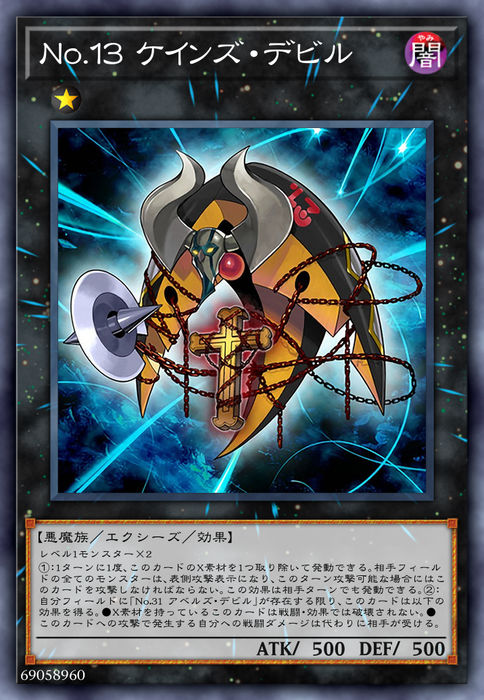 No.13 ケインズ・デビル
やみ
闇
【悪魔族／エクシーズ／効果】
レベル1モンスター×2
①:1ターンに1度、このカードのX素材を1つ取り除いて発動できる。相手フィール
ドの全てのモンスターは、表側攻撃表示になり、このターン攻撃可能な場合にはこ
のカードを攻撃しなければならない。この効果は相手ターンでも発動できる。②:
自分フィールドに「No.31 アベルズ・デビル」が存在する限り、このカードは以下の
効果を得る。●X素材を持っているこのカードは戦闘・効果では破壊されない。●
このカードへの攻撃で発生する自分への戦闘ダメージは代わりに相手が受ける。
ATK/ 500 DEF/ 500
69058960